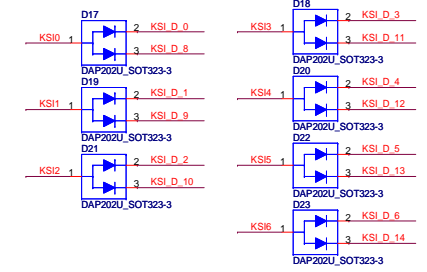 D17
KSI0 1 2 KSI_D_0
3 KSI_D_8
DAP202U_SOT323-3
D19
KSI1 1 2 KSI_D_1
3 KSI_D_9
DAP202U_SOT323-3
D21
KSI2 1 2 KSI_D_2
3 KSI_D_10
DAP202U_SOT323-3
D18
KSI3 1 2 KSI_D_3
3 KSI_D_11
DAP202U_SOT323-3
D20
KSI4 1 2 KSI_D_4
3 KSI_D_12
DAP202U_SOT323-3
D22
KSI5 1 2 KSI_D_5
3 KSI_D_13
DAP202U_SOT323-3
D23
KSI6 1 2 KSI_D_6
3 KSI_D_14
DAP202U_SOT323-3